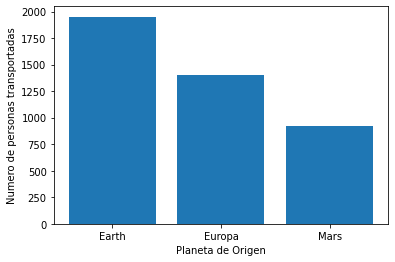 2000
1750
1500
1250
1000
750
500
250
0
Numero de personas transportadas
Earth
Europa
Mars
Planeta de Origen